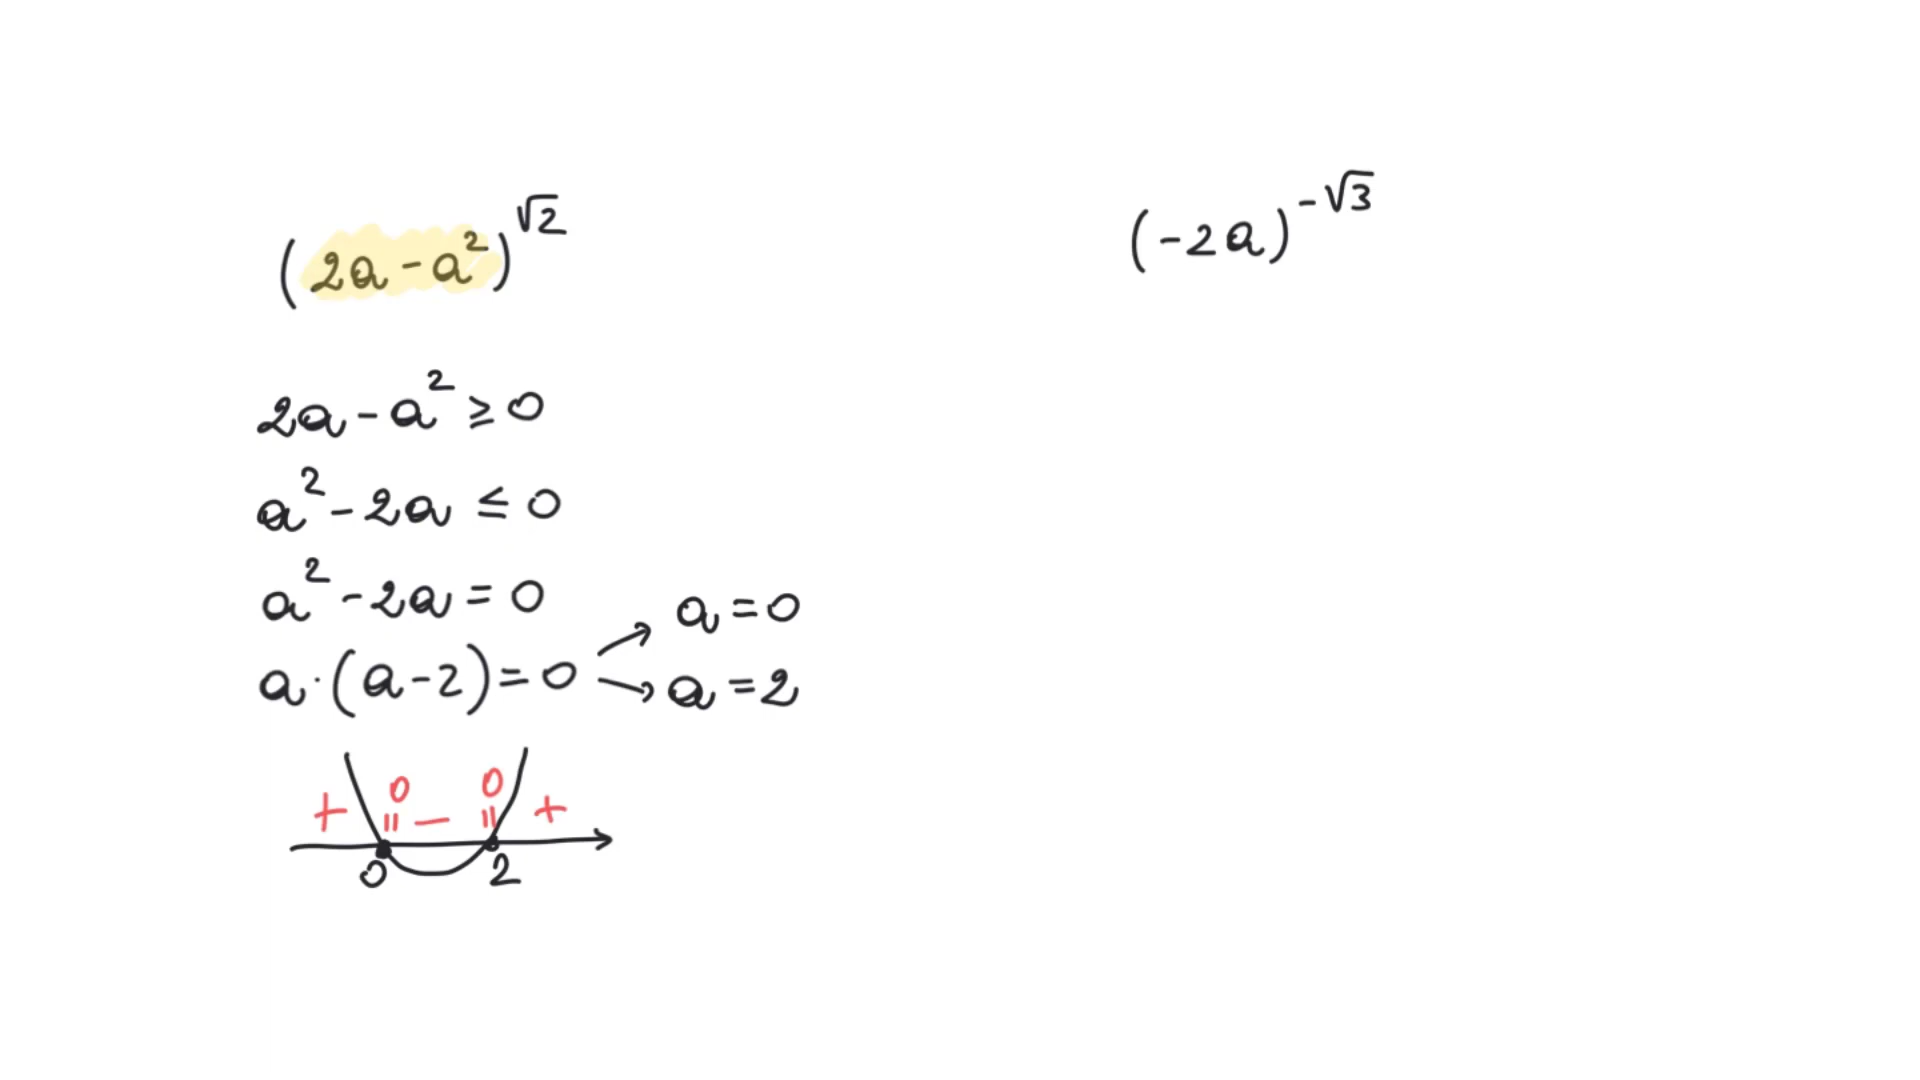 (2a - a²)^√2
(-2a)^-√3
2a - a² ≥ 0
a² - 2a ≤ 0
a² - 2a = 0
a · (a - 2) = 0
a = 0
a = 2
+ 0 = - 0 = +
0 2